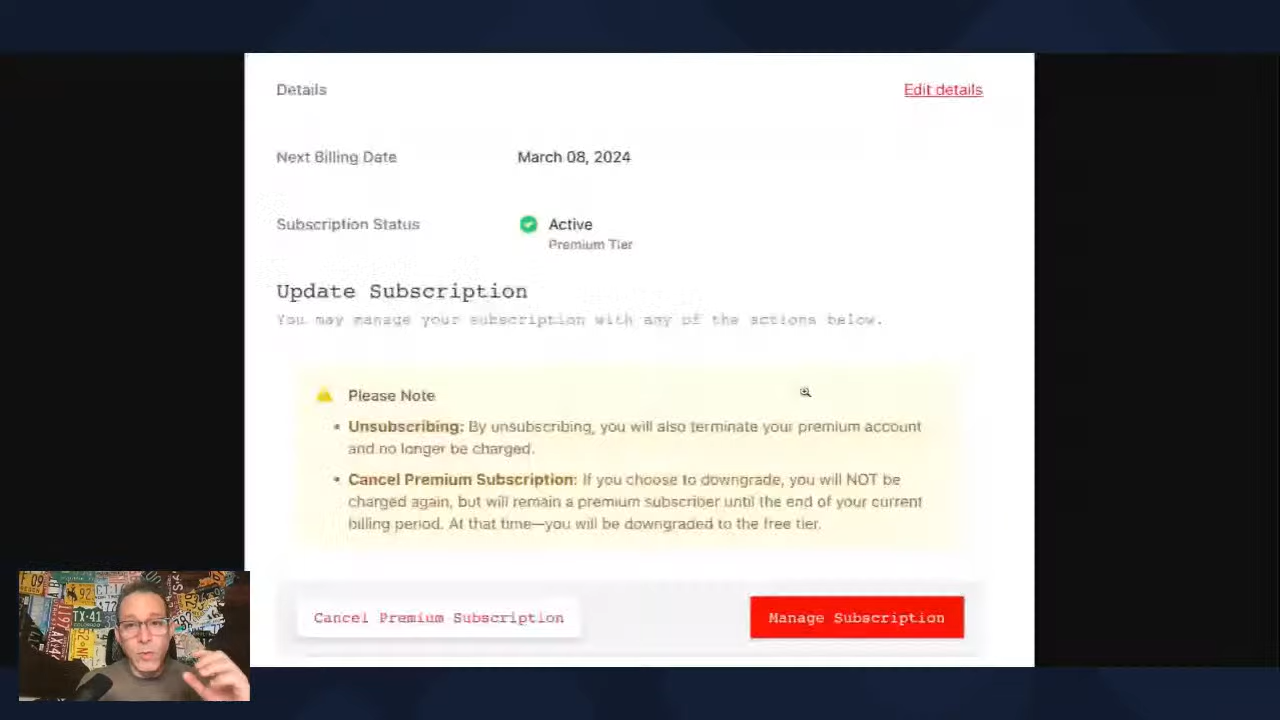 Details
Edit details
Next Billing Date
March 08, 2024
Subscription Status
Active
Premium Tier
Update Subscription
You may manage your subscription with any of the actions below.
Please Note
• Unsubscribing: By unsubscribing, you will also terminate your premium account
and no longer be charged.
• Cancel Premium Subscription: If you choose to downgrade, you will NOT be
charged again, but will remain a premium subscriber until the end of your current
billing period. At that time—you will be downgraded to the free tier.
Cancel Premium Subscription
Manage Subscription
TX·41